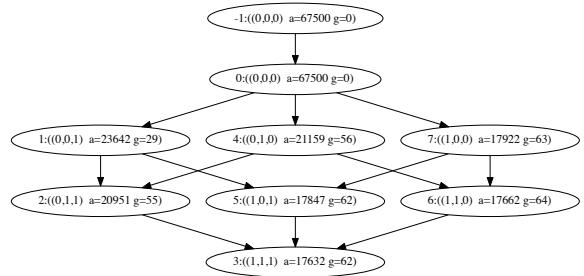 -1:((0,0,0)  a=67500 g=0)
0:((0,0,0)  a=67500 g=0)
1:((0,0,1)  a=23642 g=29)
4:((0,1,0)  a=21159 g=56)
7:((1,0,0)  a=17922 g=63)
2:((0,1,1)  a=20951 g=55)
5:((1,0,1)  a=17847 g=62)
6:((1,1,0)  a=17662 g=64)
3:((1,1,1)  a=17632 g=62)